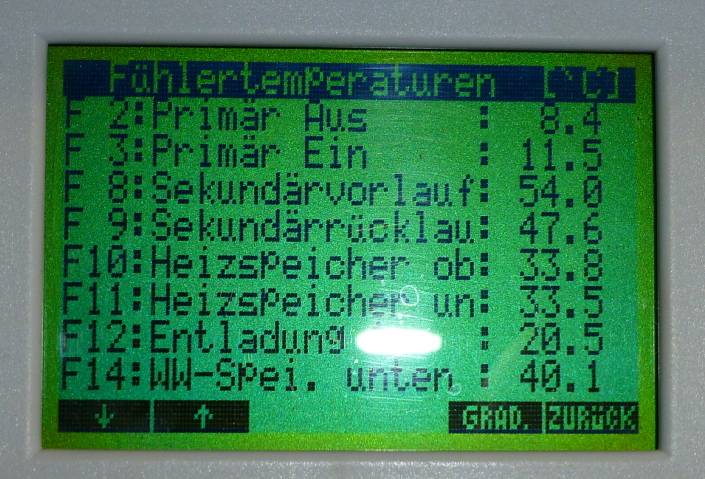 Fühlertemperaturen [°C]
F 2:Primär Aus : 8.4
F 3:Primär Ein : 11.5
F 8:Sekundärvorlauf: 54.0
F 9:Sekundärrücklau: 47.6
F10:Heizspeicher ob: 33.8
F11:Heizspeicher un: 33.5
F12:Entladung : 20.5
F14:WW-Spei. unten : 40.1
↓ ↑ GRAD. ZURüCK